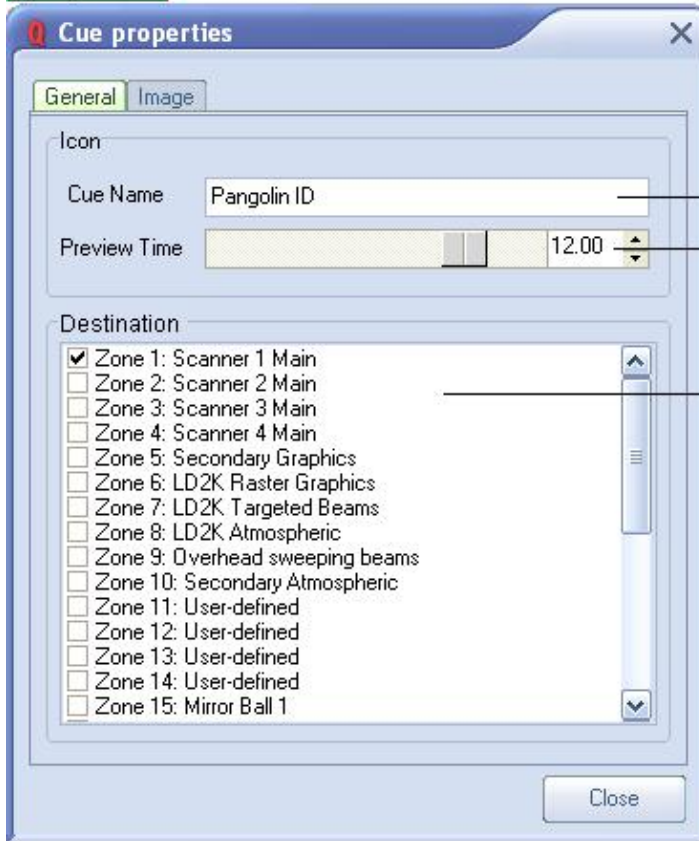 Cue properties
General
Image
Icon
Cue Name
Pangolin ID
Preview Time
12.00
Destination
Zone 1: Scanner 1 Main
Zone 2: Scanner 2 Main
Zone 3: Scanner 3 Main
Zone 4: Scanner 4 Main
Zone 5: Secondary Graphics
Zone 6: LD2K Raster Graphics
Zone 7: LD2K Targeted Beams
Zone 8: LD2K Atmospheric
Zone 9: Overhead sweeping beams
Zone 10: Secondary Atmospheric
Zone 11: User-defined
Zone 12: User-defined
Zone 13: User-defined
Zone 14: User-defined
Zone 15: Mirror Ball 1
Close